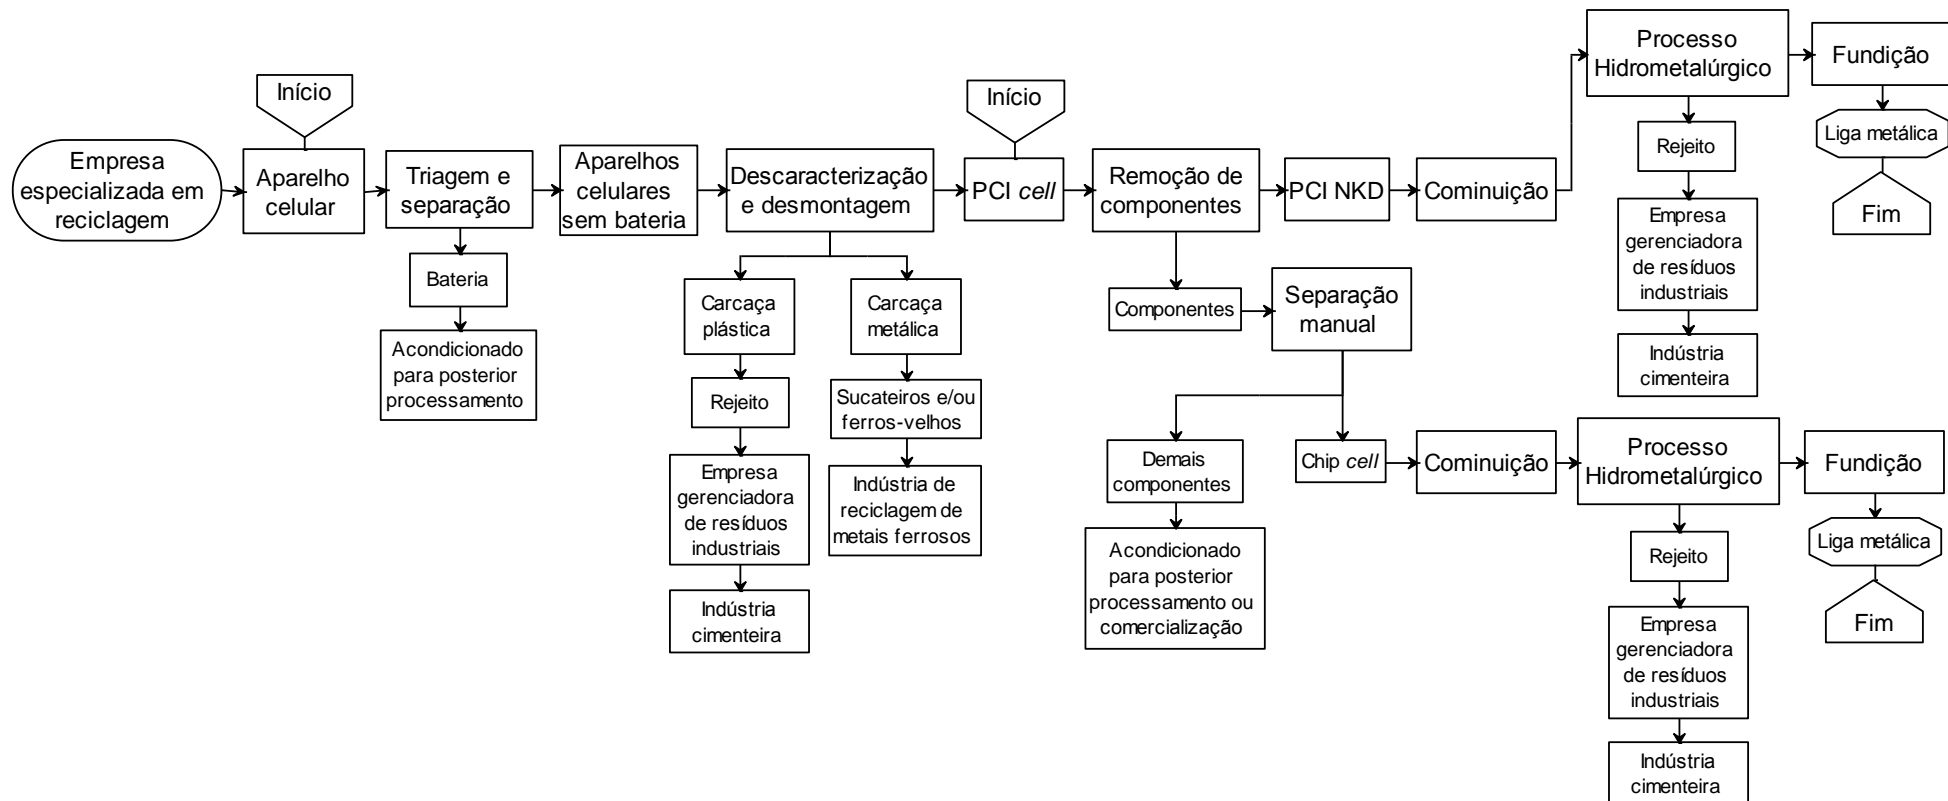 Empresa
especializada em
reciclagem
Início
Aparelho
celular
Triagem e
separação
Bateria
Acondicionado
para posterior
processamento
Aparelhos
celulares
sem bateria
Descaracterização
e desmontagem
Carcaça
plástica
Rejeito
Empresa
gerenciadora
de resíduos
industriais
Indústria
cimenteira
Carcaça
metálica
Sucateiros e/ou
ferros-velhos
Indústria de
reciclagem de
metais ferrosos
Início
PCI cell
Remoção de
componentes
Componentes
Separação
manual
Demais
componentes
Acondicionado
para posterior
processamento ou
comercialização
Chip cell
Cominuição
Processo
Hidrometalúrgico
Rejeito
Empresa
gerenciadora
de resíduos
industriais
Indústria
cimenteira
Fundição
Liga metálica
Fim
PCI NKD
Cominuição
Processo
Hidrometalúrgico
Rejeito
Empresa
gerenciadora
de resíduos
industriais
Indústria
cimenteira
Fundição
Liga metálica
Fim